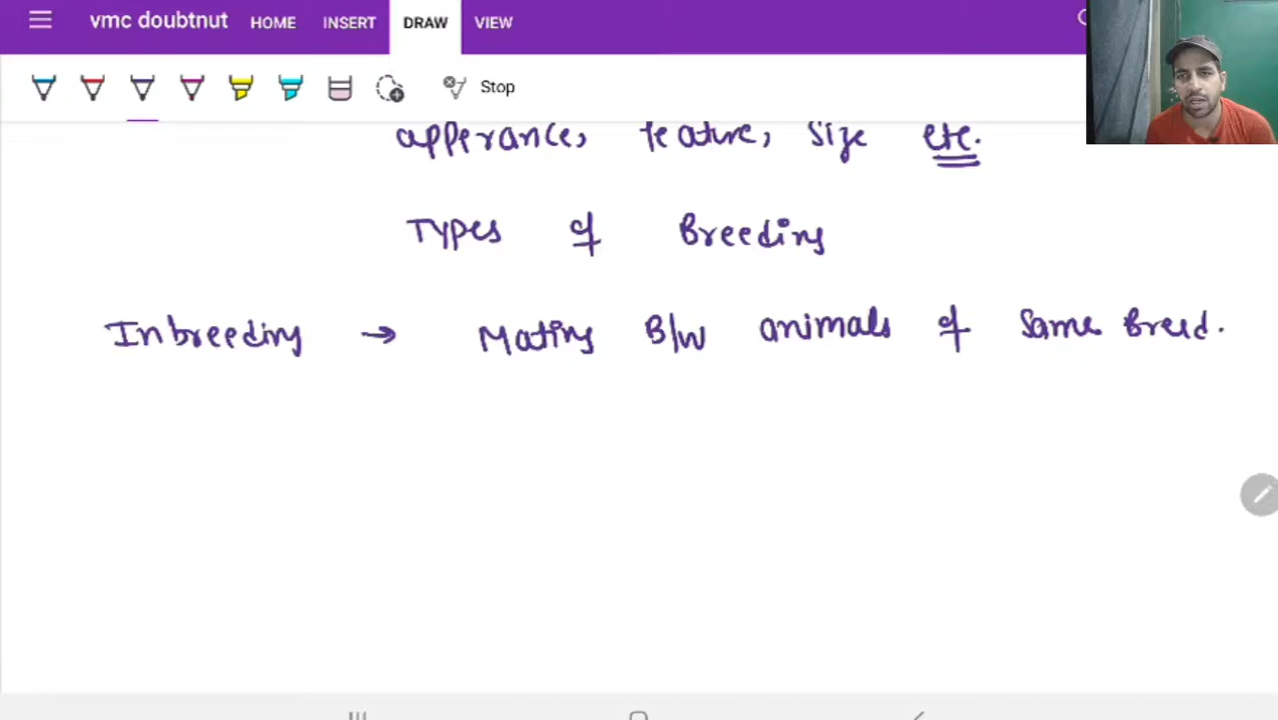 vmc doubtnut HOME INSERT DRAW VIEW
Stop
apperance, feature, Size etc.
Types of Breeding
Inbreeding → Mating B/w animals of Same Breed.